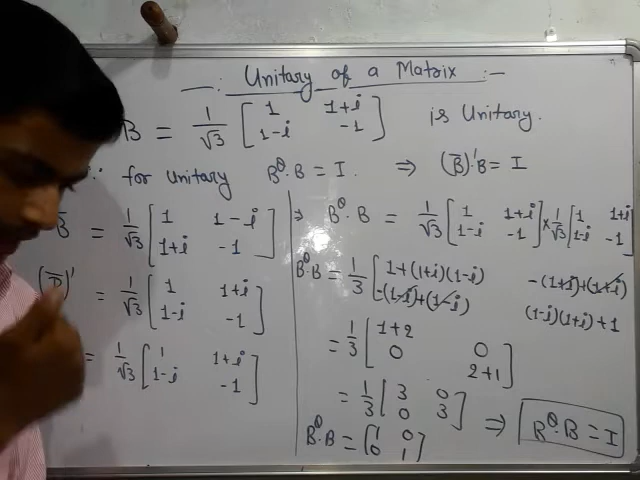 —: Unitary of a Matrix :—
B = 1/√3 [1 1+i; 1-i -1] is Unitary.
∵ for unitary B^θ.B = I. ⇒ (B̄)'.B = I
B̄ = 1/√3 [1 1-i; 1+i -1]
(B̄)' = 1/√3 [1 1+i; 1-i -1]
= 1/√3 [1 1+i; 1-i -1]
⇒ B^θ.B = 1/√3 [1 1+i; 1-i -1] × 1/√3 [1 1+i; 1-i -1]
B^θ.B = 1/3 [1+(1+i)(1-i) -(1+i)+(1+i); -(1-i)+(1-i) (1-i)(1+i)+1]
= 1/3 [1+2 0; 0 2+1]
= 1/3 [3 0; 0 3]
B^θ.B = [1 0; 0 1] ⇒ B^θ.B = I